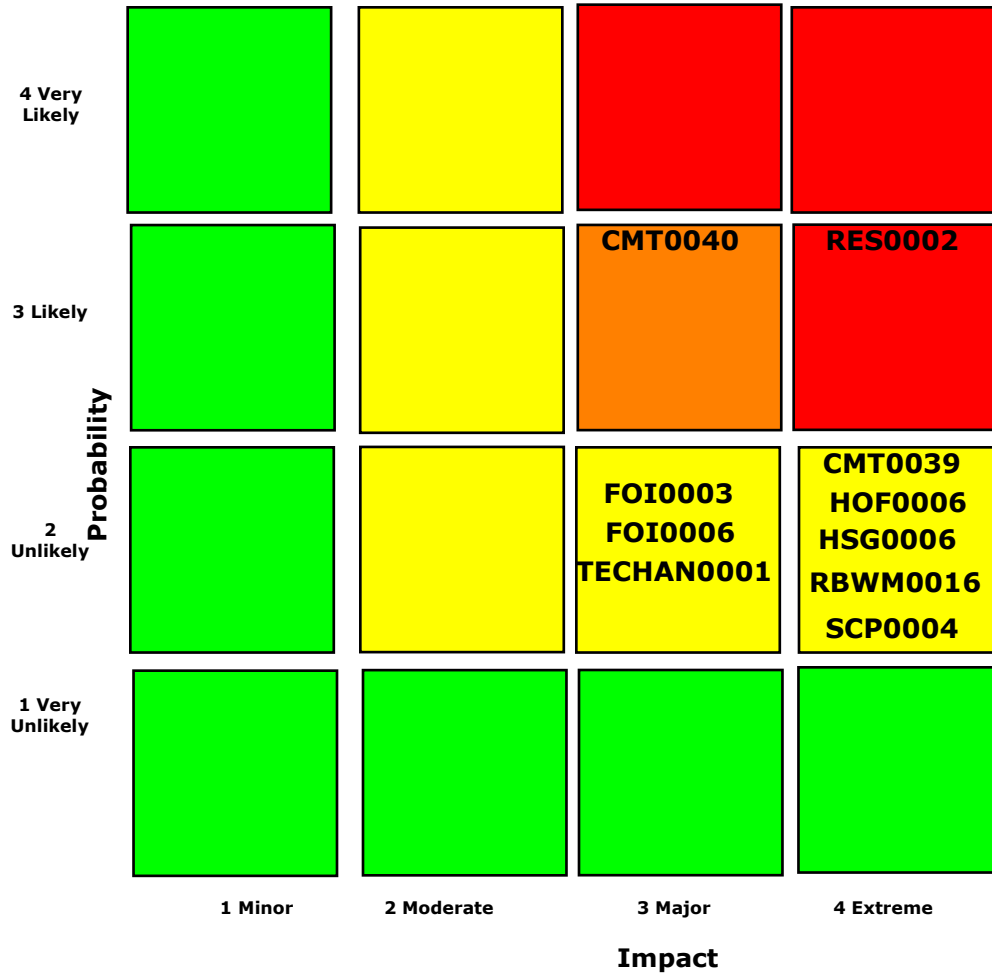 4 Very
Likely
CMT0040
RES0002
3 Likely
Probability
CMT0039
HOF0006
HSG0006
RBWM0016
SCP0004
FOI0003
FOI0006
TECHAN0001
2
Unlikely
1 Very
Unlikely
1 Minor
2 Moderate
3 Major
4 Extreme
Impact